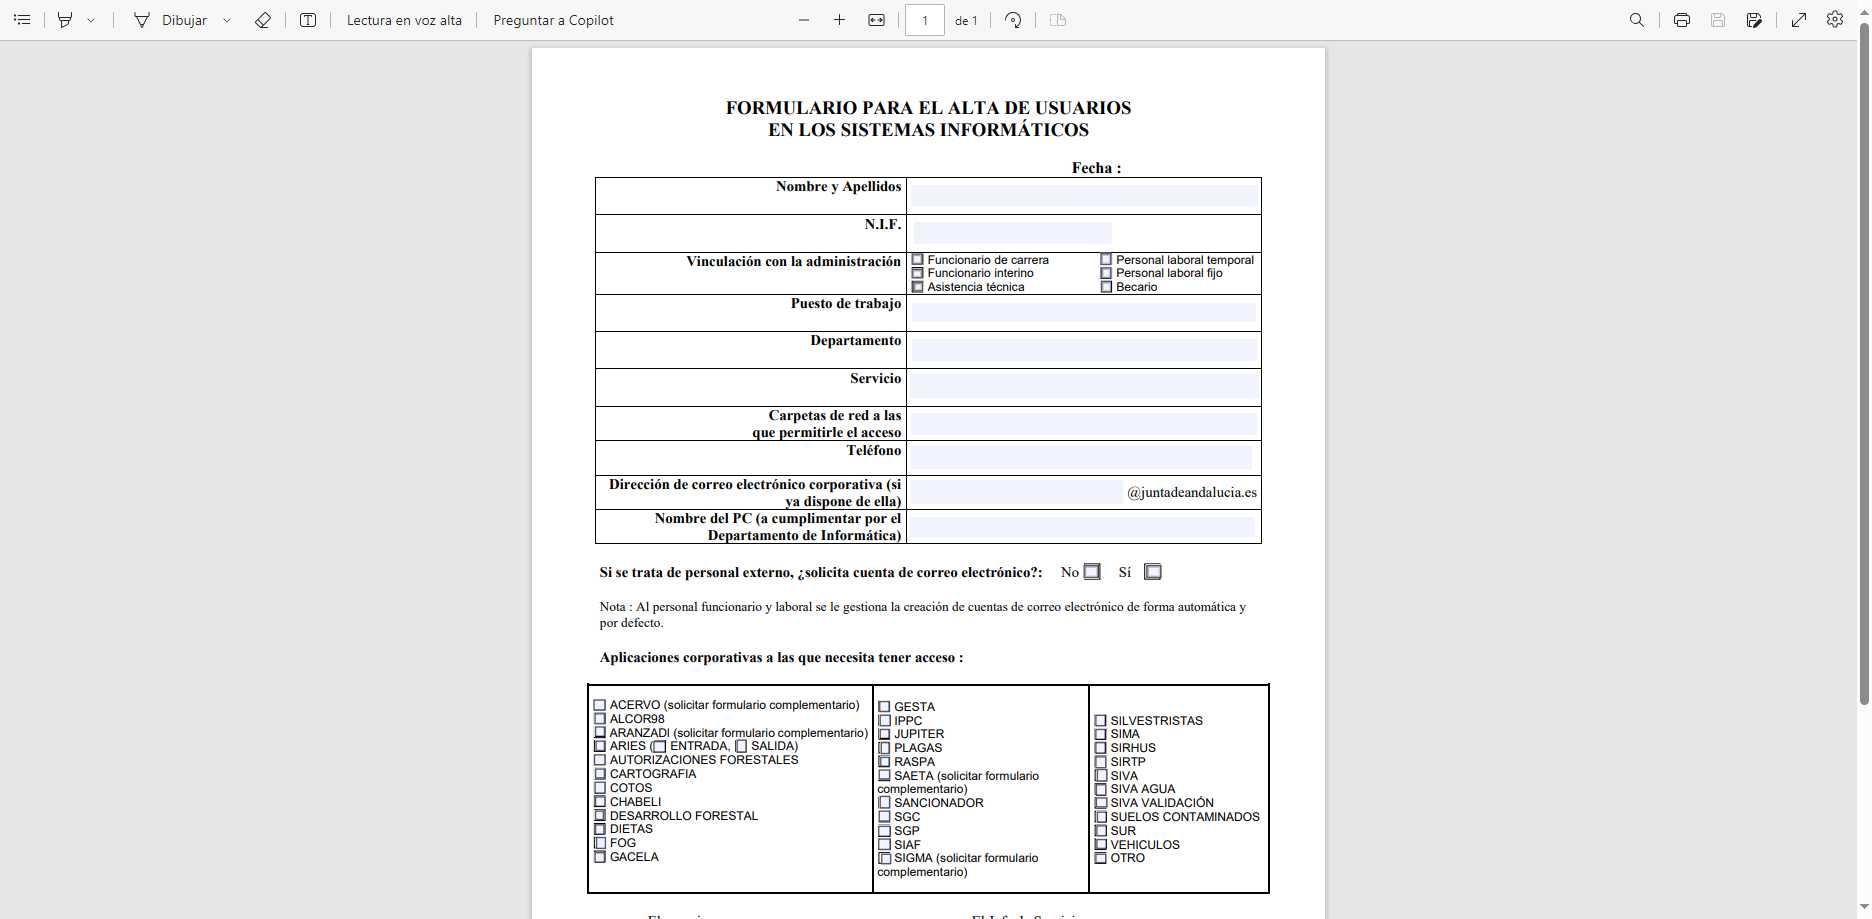 Dibujar
Lectura en voz alta
Preguntar a Copilot
1 de 1
FORMULARIO PARA EL ALTA DE USUARIOS
EN LOS SISTEMAS INFORMÁTICOS
Fecha :
Nombre y Apellidos
N.I.F.
Vinculación con la administración
Funcionario de carrera
Personal laboral temporal
Funcionario interino
Personal laboral fijo
Asistencia técnica
Becario
Puesto de trabajo
Departamento
Servicio
Carpetas de red a las
que permitirle el acceso
Teléfono
Dirección de correo electrónico corporativa (si
ya dispone de ella)
@juntadeandalucia.es
Nombre del PC (a cumplimentar por el
Departamento de Informática)
Si se trata de personal externo, ¿solicita cuenta de correo electrónico?: No Sí
Nota : Al personal funcionario y laboral se le gestiona la creación de cuentas de correo electrónico de forma automática y
por defecto.
Aplicaciones corporativas a las que necesita tener acceso :
ACERVO (solicitar formulario complementario)
ALCOR98
ARANZADI (solicitar formulario complementario)
ARIES ( ENTRADA, SALIDA)
AUTORIZACIONES FORESTALES
CARTOGRAFIA
COTOS
CHABELI
DESARROLLO FORESTAL
DIETAS
FOG
GACELA
GESTA
IPPC
JUPITER
PLAGAS
RASPA
SAETA (solicitar formulario
complementario)
SANCIONADOR
SGC
SGP
SIAF
SIGMA (solicitar formulario
complementario)
SILVESTRISTAS
SIMA
SIRHUS
SIRTP
SIVA
SIVA AGUA
SIVA VALIDACIÓN
SUELOS CONTAMINADOS
SUR
VEHICULOS
OTRO